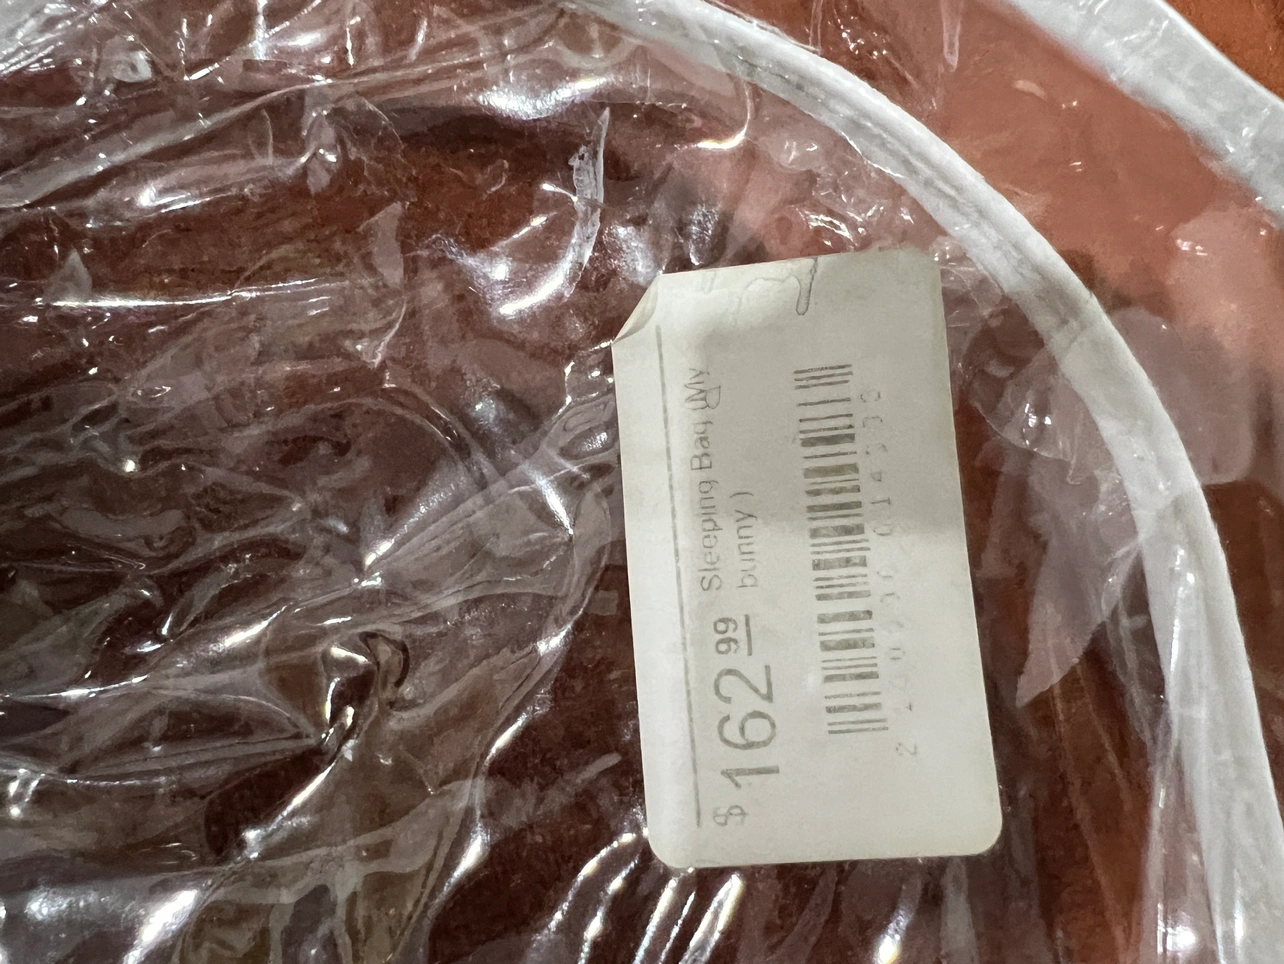 $162.99
Sleeping Bag (My
bunny )